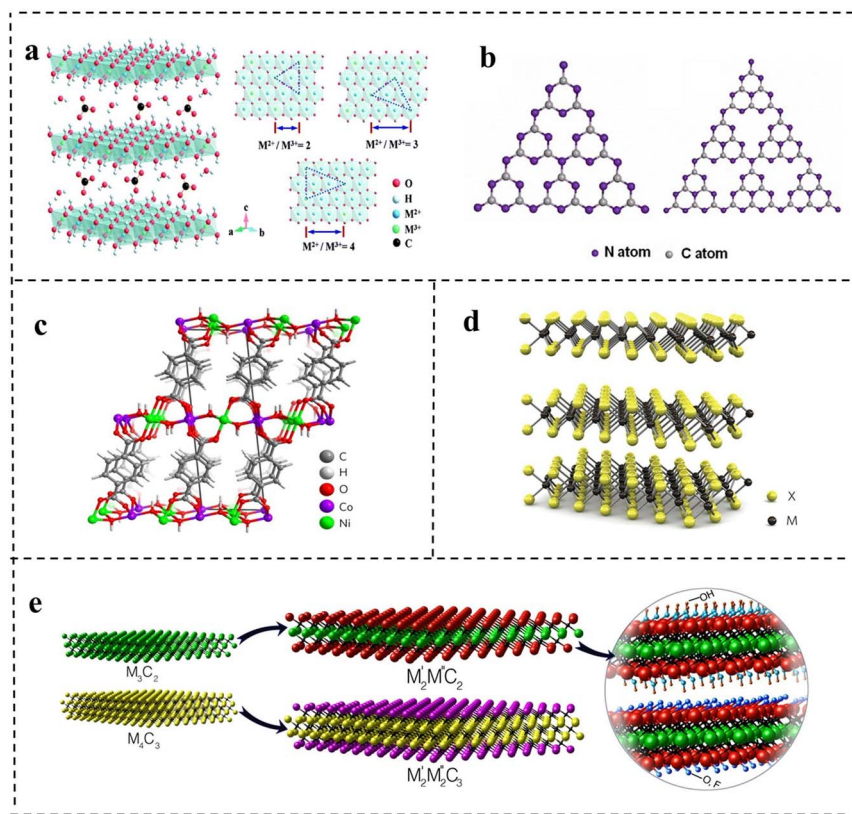 a
M²⁺/ M³⁺= 2
M²⁺/ M³⁺= 3
M²⁺/ M³⁺= 4
O
H
M²⁺
M³⁺
C
c
a
b
b
N atom
C atom
c
C
H
O
Co
Ni
d
X
M
e
M₃C₂
M₄C₃
M'₂M"C₂
M'₂M"₂C₃
OH
O, F